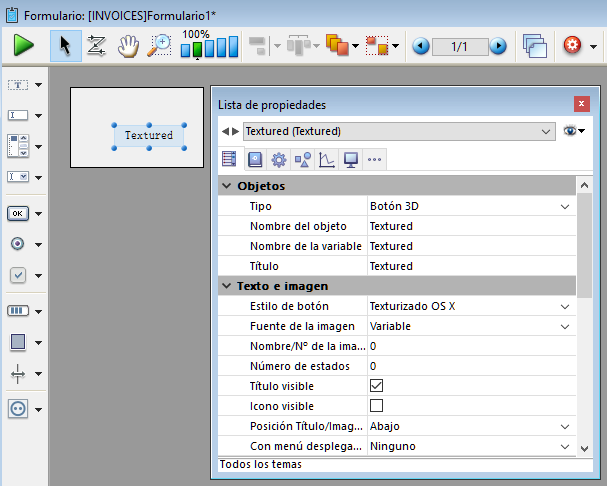 Formulario: [INVOICES]Formulario1*
100%
1/1
T
OK
Textured
Lista de propiedades
Textured (Textured)
Objetos
Tipo Botón 3D
Nombre del objeto Textured
Nombre de la variable Textured
Título Textured
Texto e imagen
Estilo de botón Texturizado OS X
Fuente de la imagen Variable
Nombre/Nº de la ima... 0
Número de estados 0
Título visible
Icono visible
Posición Título/Imag... Abajo
Con menú desplega... Ninguno
Todos los temas